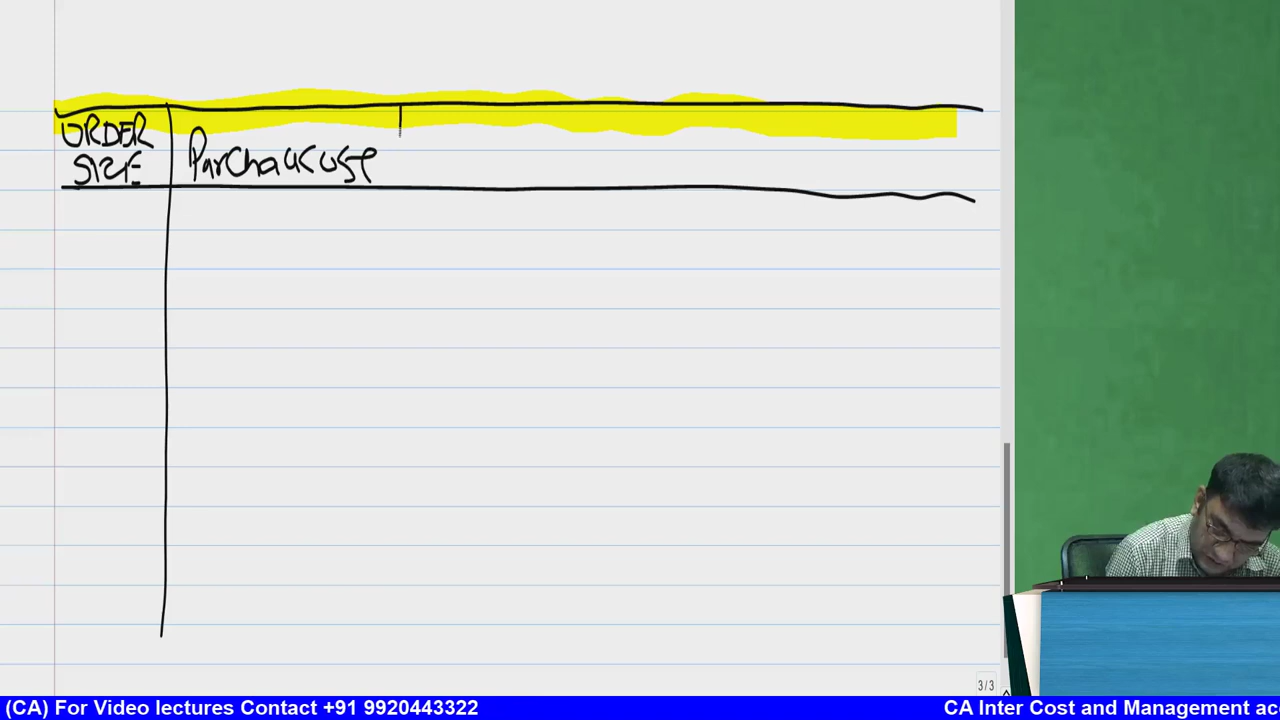 ORDER
SIZE
Purchase cost
3/3
(CA) For Video lectures Contact +91 9920443322
CA Inter Cost and Management ac